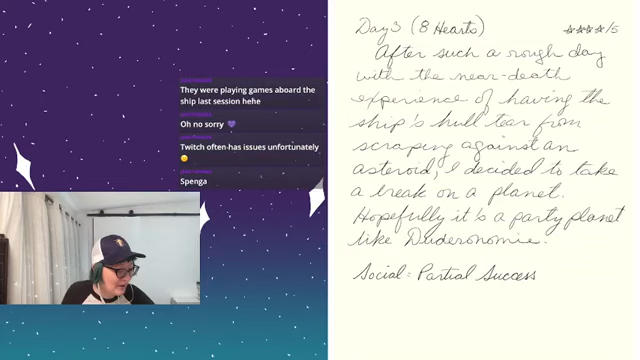 They were playing games aboard the
ship last session hehe
Oh no sorry 💜
Twitch often has issues unfortunately
Spenga
Day 3 (8 Hearts) ☆☆☆☆/5
After such a rough day
with the near-death
experience of having the
ship's hull tear from
scraping against an
asteroid, I decided to take
a break on a planet.
Hopefully it's a party planet
like Duderonomie.
Social = Partial Success